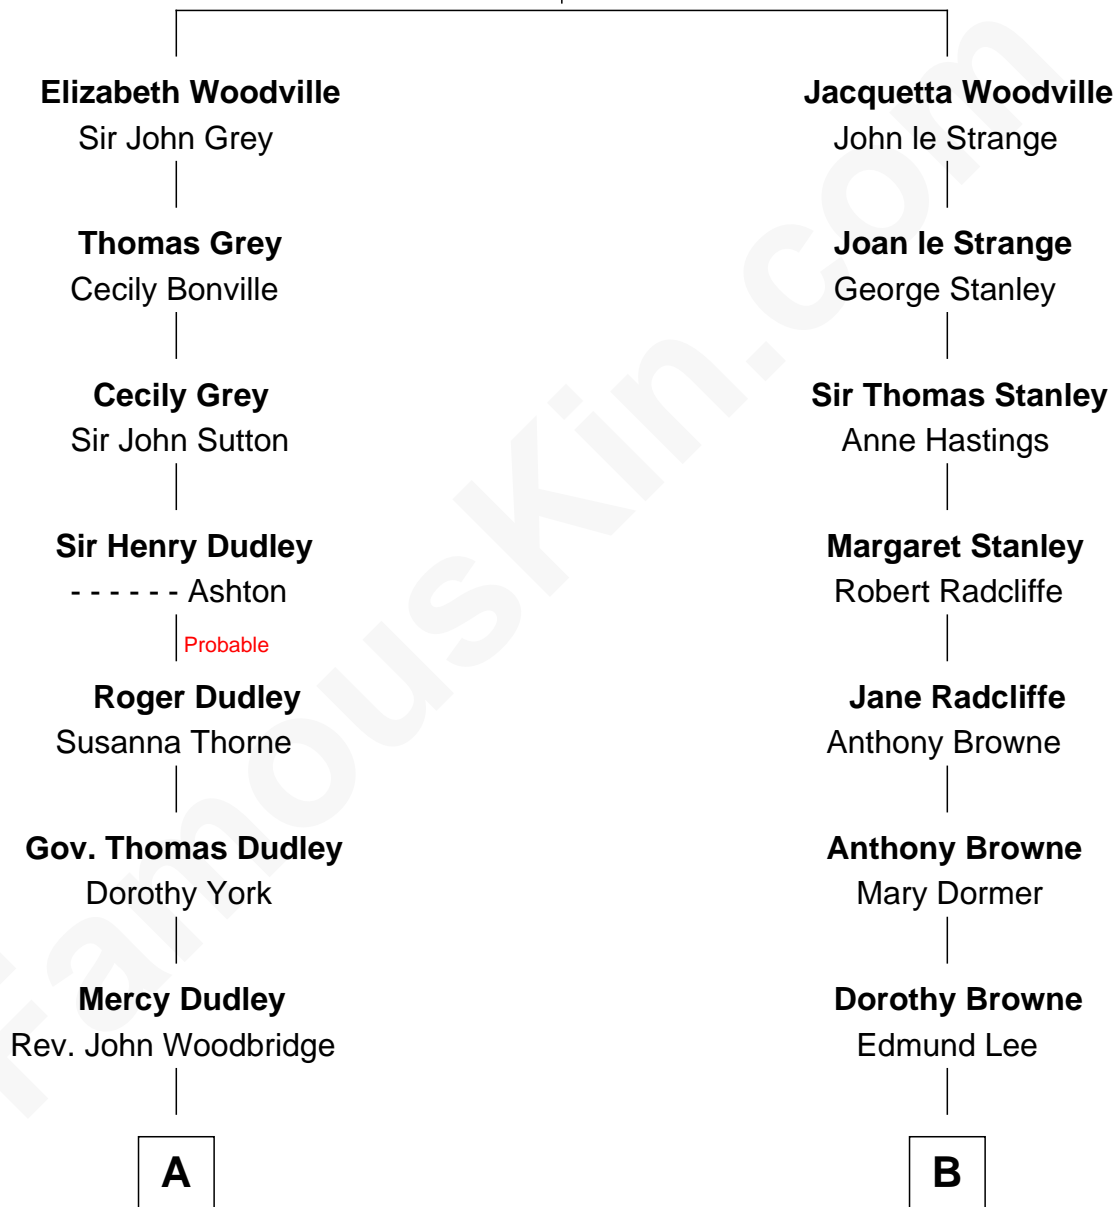 Elizabeth Woodville
Sir John Grey
Thomas Grey
Cecily Bonville
Cecily Grey
Sir John Sutton
Sir Henry Dudley
- - - - - - Ashton
Probable
Roger Dudley
Susanna Thorne
Gov. Thomas Dudley
Dorothy York
Mercy Dudley
Rev. John Woodbridge
A
Jacquetta Woodville
John le Strange
Joan le Strange
George Stanley
Sir Thomas Stanley
Anne Hastings
Margaret Stanley
Robert Radcliffe
Jane Radcliffe
Anthony Browne
Anthony Browne
Mary Dormer
Dorothy Browne
Edmund Lee
B
FamousKin.com